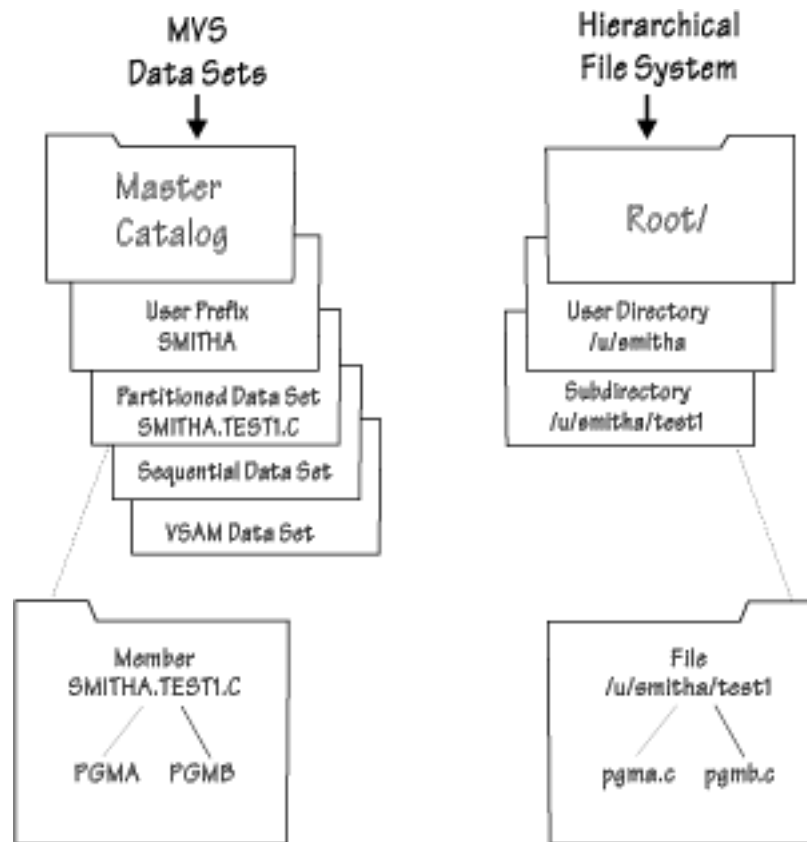 MVS
Data Sets
Master
Catalog
User Prefix
SMITHA
Partitioned Data Set
SMITHA.TEST1.C
Sequential Data Set
VSAM Data Set
Member
SMITHA.TEST1.C
PGMA PGMB
Hierarchical
File System
Root/
User Directory
/u/smitha
Subdirectory
/u/smitha/test1
File
/u/smitha/test1
pgma.c pgmb.c